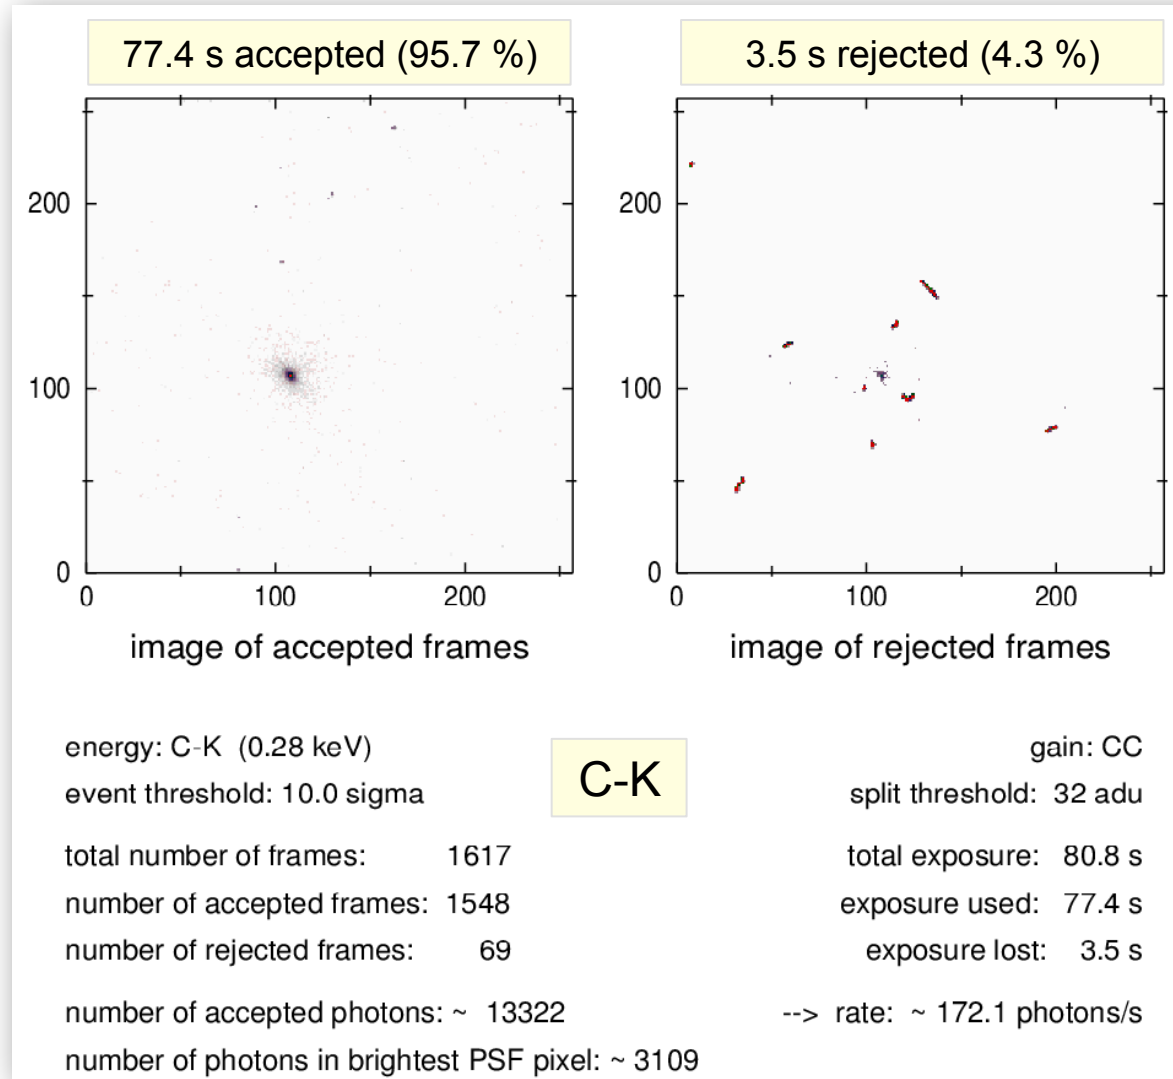 77.4 s accepted (95.7 %)
3.5 s rejected (4.3 %)
200
100
0
0 100 200
image of accepted frames
200
100
0
0 100 200
image of rejected frames
energy: C-K (0.28 keV)
event threshold: 10.0 sigma
C-K
gain: CC
split threshold: 32 adu
total number of frames: 1617
number of accepted frames: 1548
number of rejected frames: 69
total exposure: 80.8 s
exposure used: 77.4 s
exposure lost: 3.5 s
number of accepted photons: ~ 13322
--> rate: ~ 172.1 photons/s
number of photons in brightest PSF pixel: ~ 3109